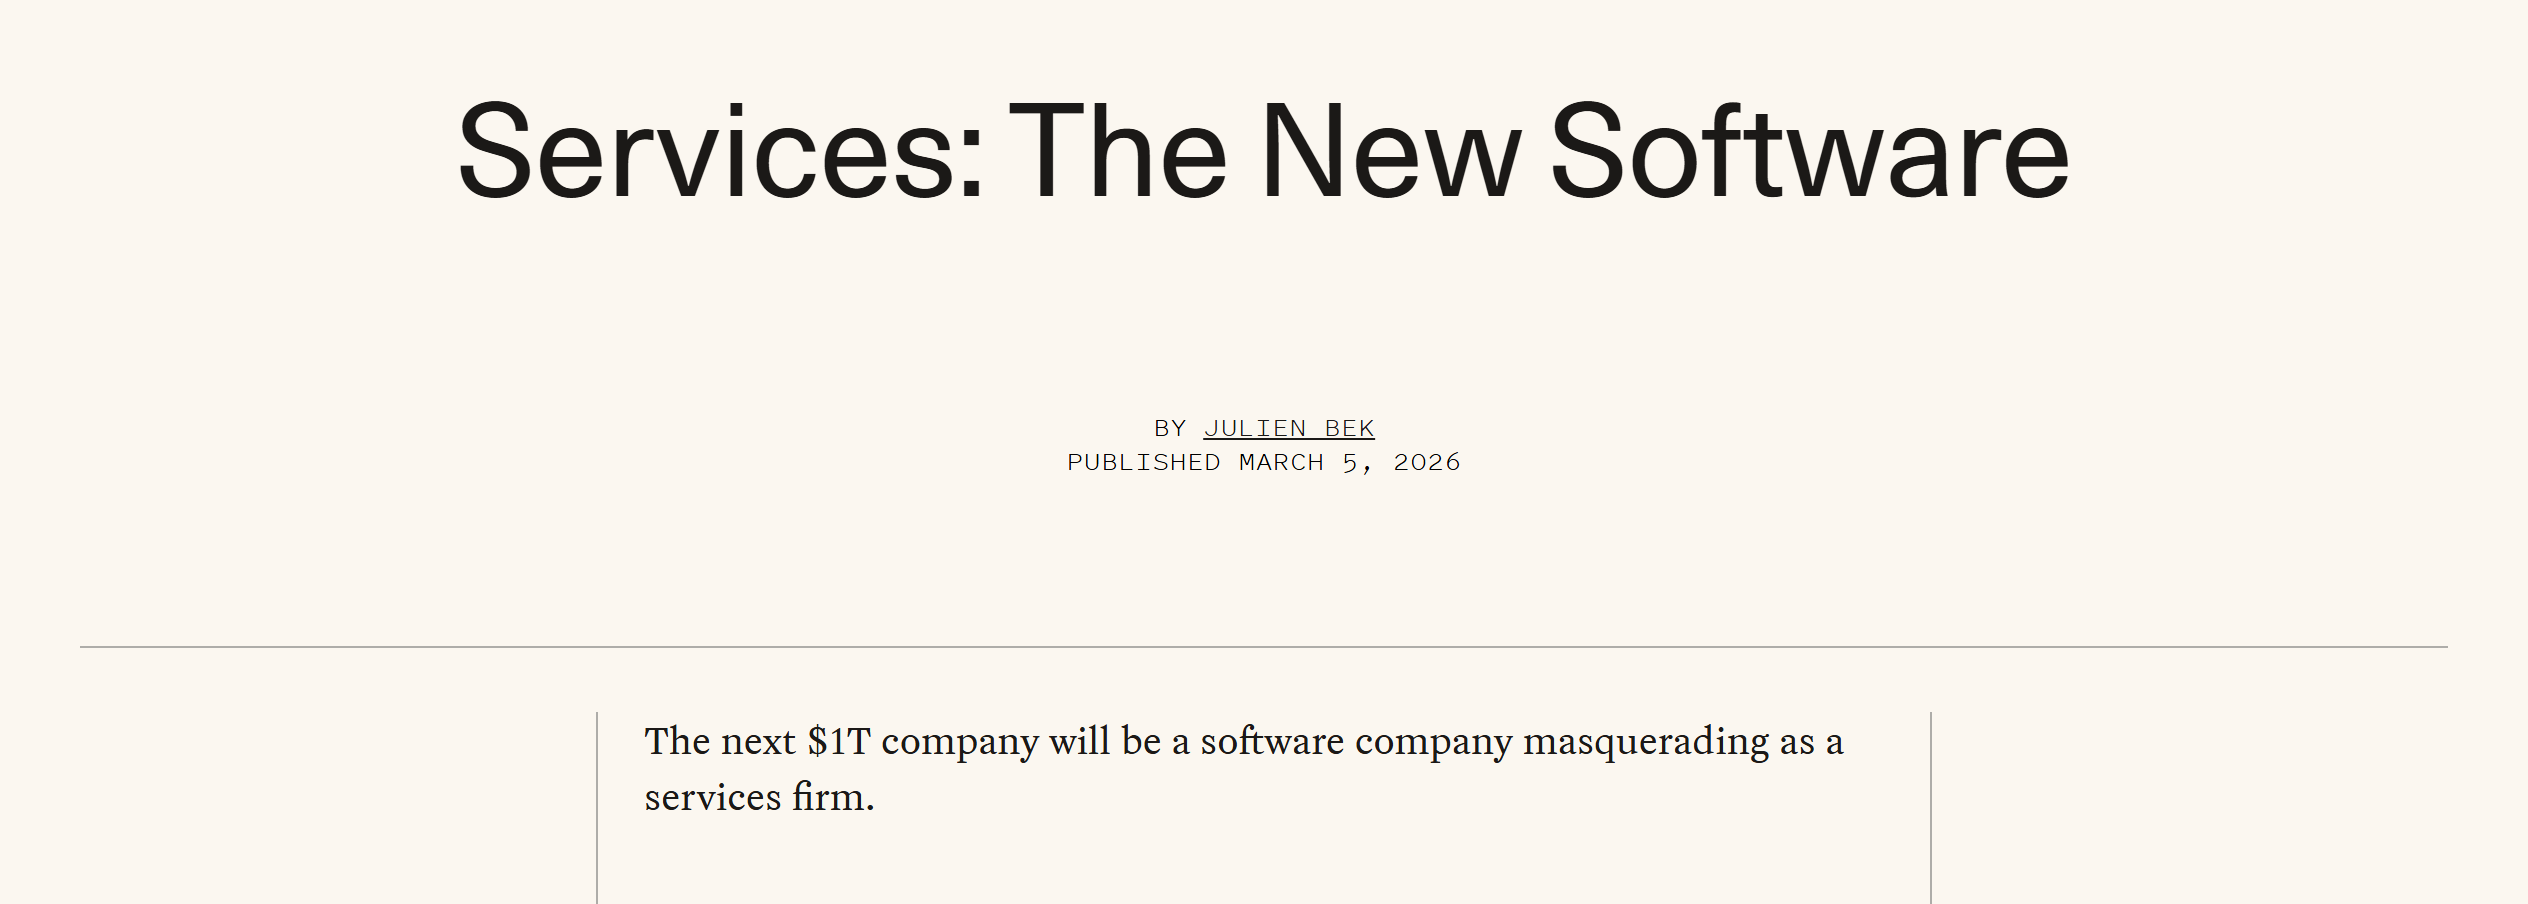 Services: The New Software
BY JULIEN BEK
PUBLISHED MARCH 5, 2026
The next $1T company will be a software company masquerading as a
services firm.